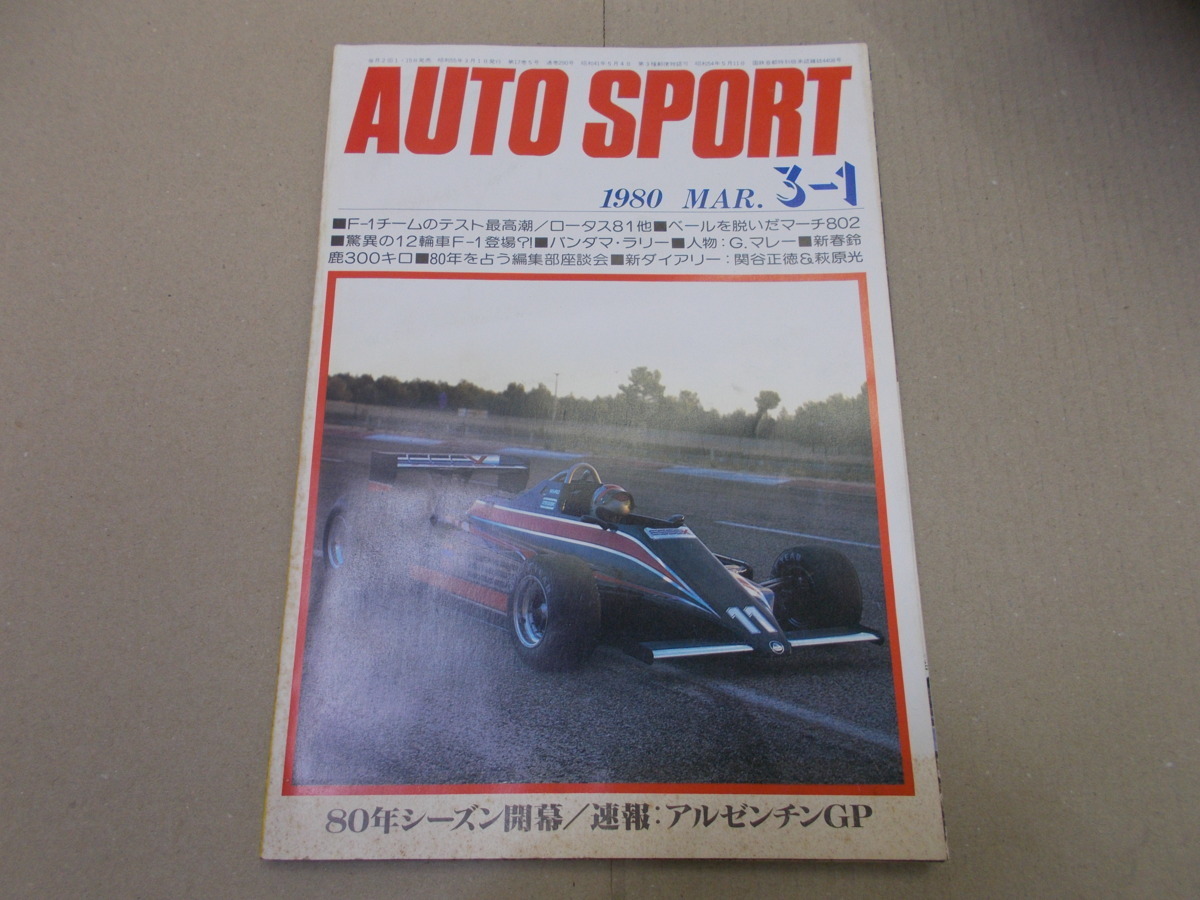 AUTO SPORT
1980 MAR. 3-1
■F-1チームのテスト最高潮/ロータス81他■ベールを脱いだマーチ802
■驚異の12輪車F-1登場?!■バンダマ・ラリー■人物:G.マレー■新春鈴
鹿300キロ■80年を占う編集部座談会■新ダイアリー:関谷正徳&萩原光
11
80年シーズン開幕/速報:アルゼンチンGP